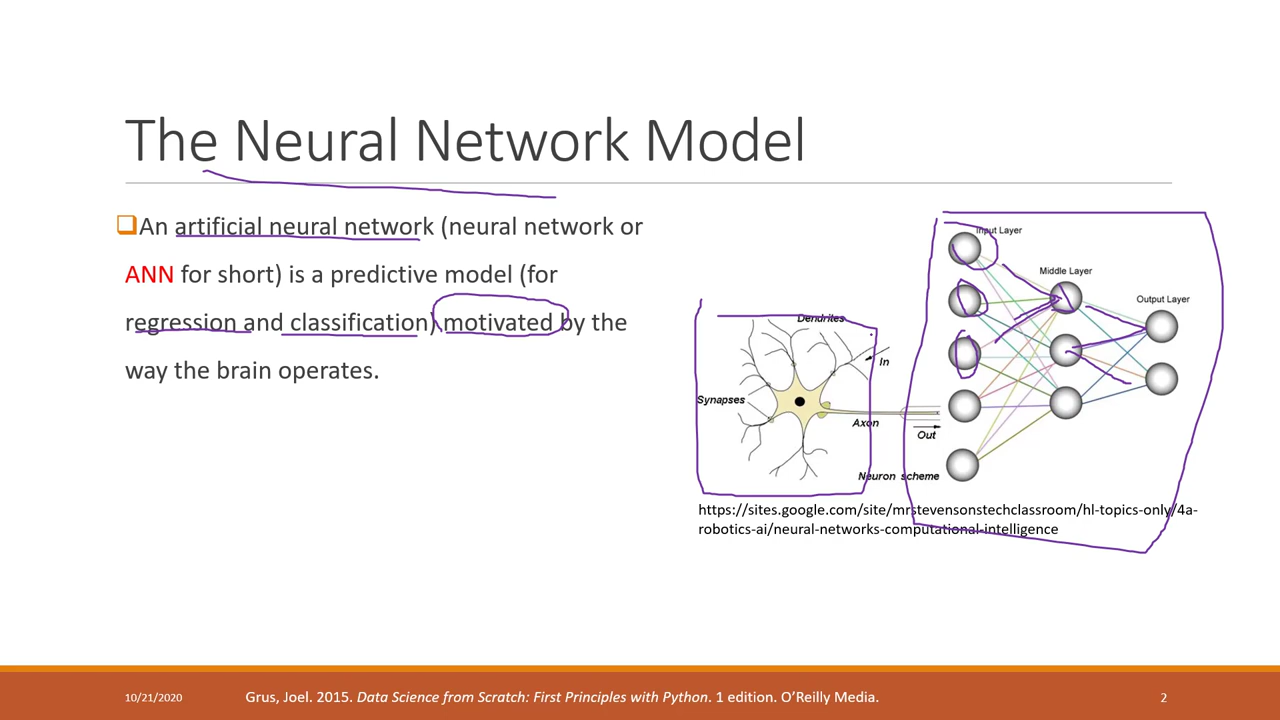 The Neural Network Model
An artificial neural network (neural network or
ANN for short) is a predictive model (for
regression and classification) motivated by the
way the brain operates.
Input Layer
Middle Layer
Output Layer
Dendrites
In
Synapses
Axon
Out
Neuron scheme
https://sites.google.com/site/mrstevensonstechclassroom/hl-topics-only/4a-
robotics-ai/neural-networks-computational-intelligence
10/21/2020
Grus, Joel. 2015. Data Science from Scratch: First Principles with Python. 1 edition. O’Reilly Media.
2